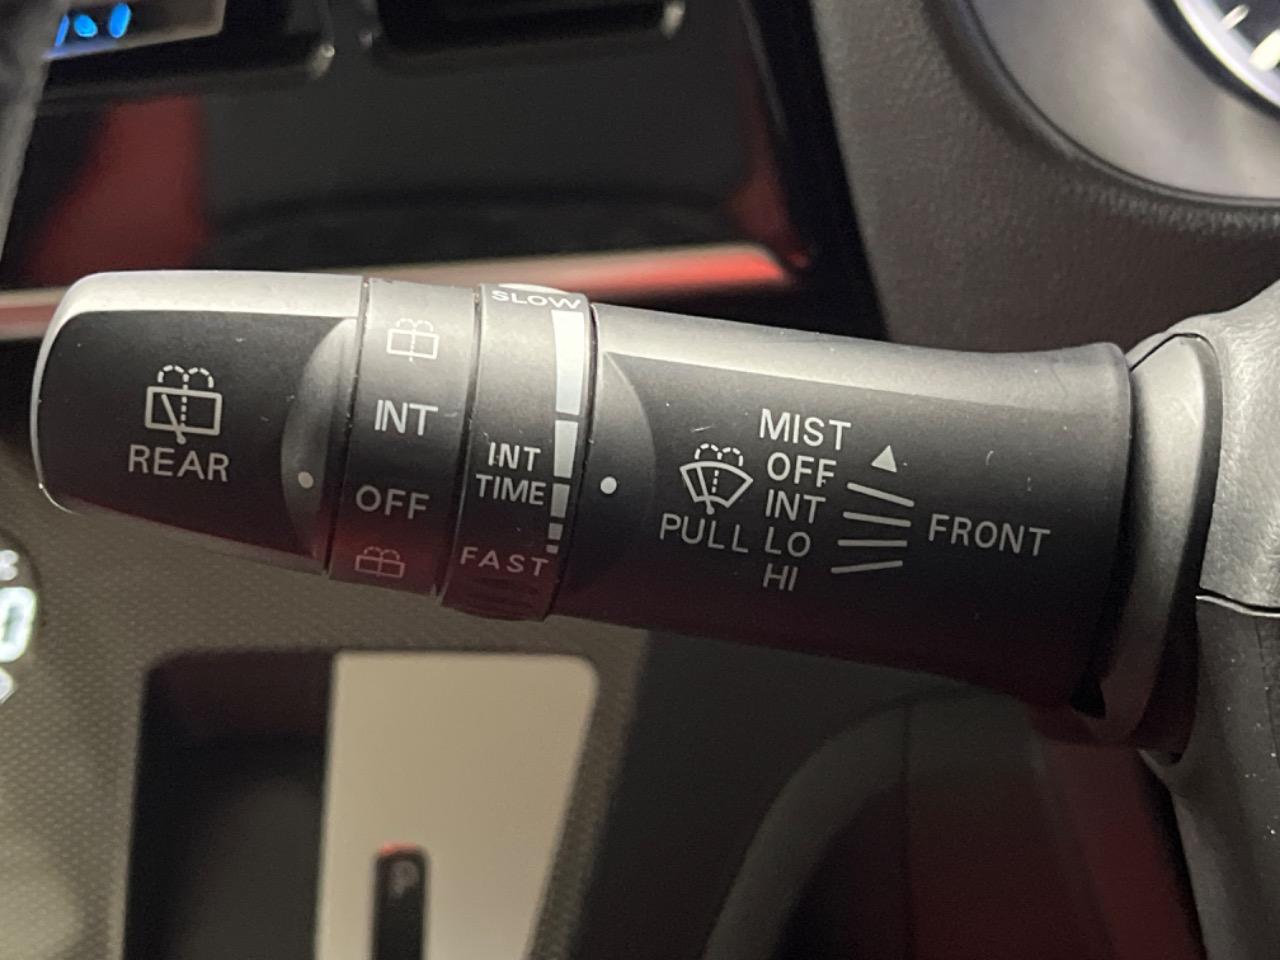 REAR
INT
OFF
SLOW
INT
TIME
FAST
PULL
MIST
OFF
INT
LO
HI
FRONT